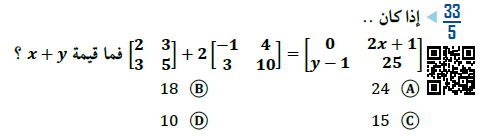 33/5 إذا كان ..
[2 3; 3 5] + 2[-1 4; 3 10] = [0 2x + 1; y - 1 25] فما قيمة x + y ؟
A 24
B 18
C 15
D 10